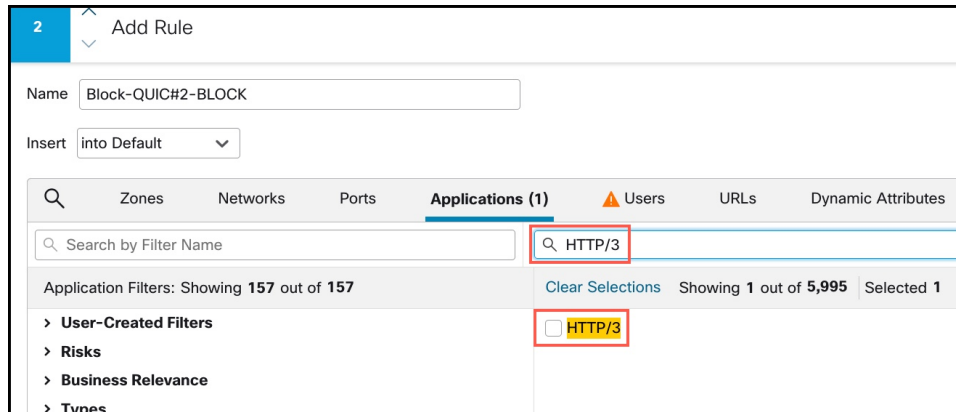 2
Add Rule
Name Block-QUIC#2-BLOCK
Insert into Default
Zones Networks Ports Applications (1) Users URLs Dynamic Attributes
Search by Filter Name HTTP/3
Application Filters: Showing 157 out of 157 Clear Selections Showing 1 out of 5,995 Selected 1
User-Created Filters HTTP/3
Risks
Business Relevance
Types